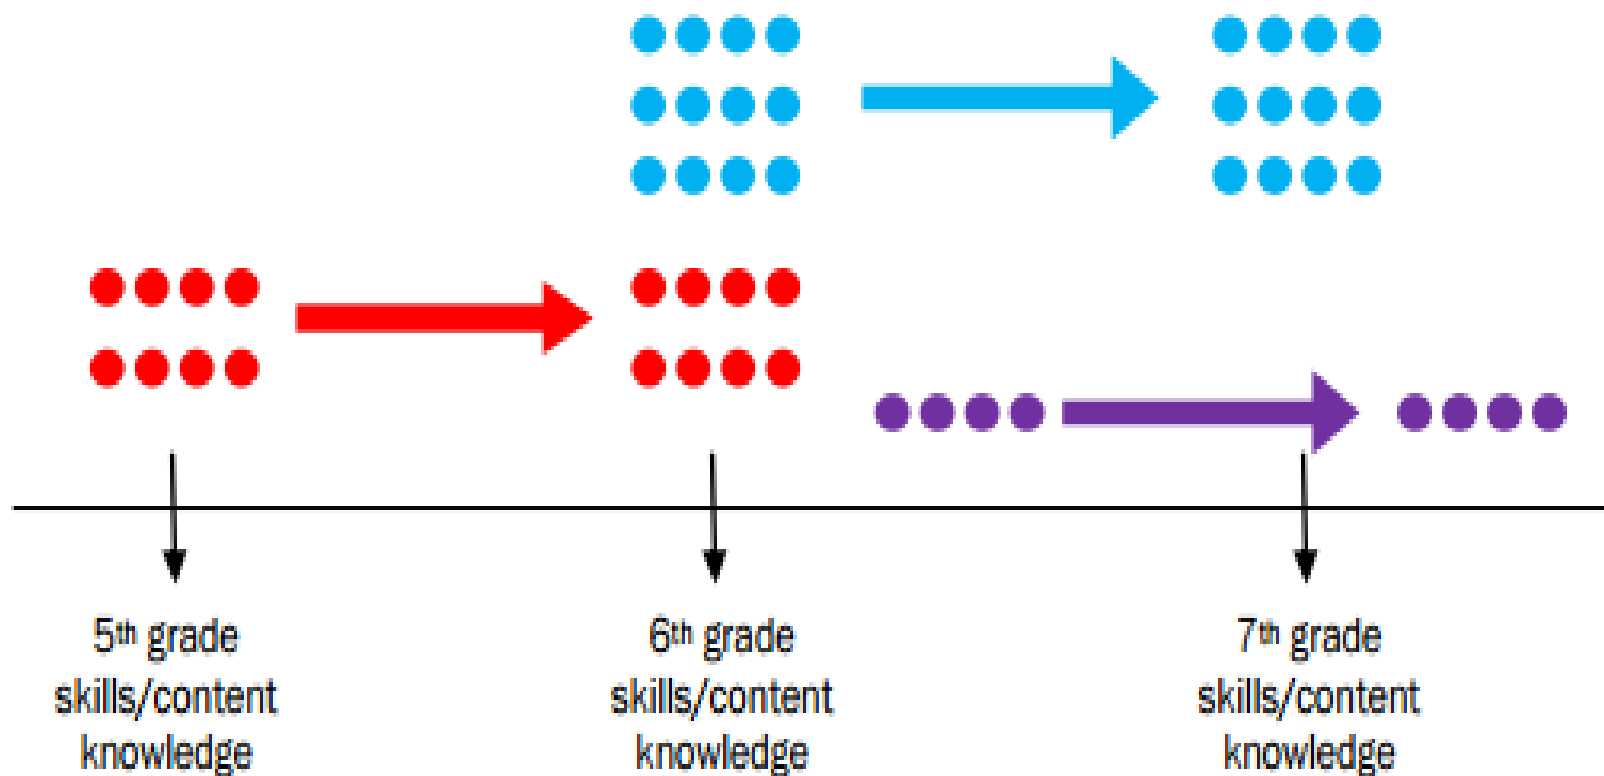 5th grade
skills/content
knowledge
6th grade
skills/content
knowledge
7th grade
skills/content
knowledge